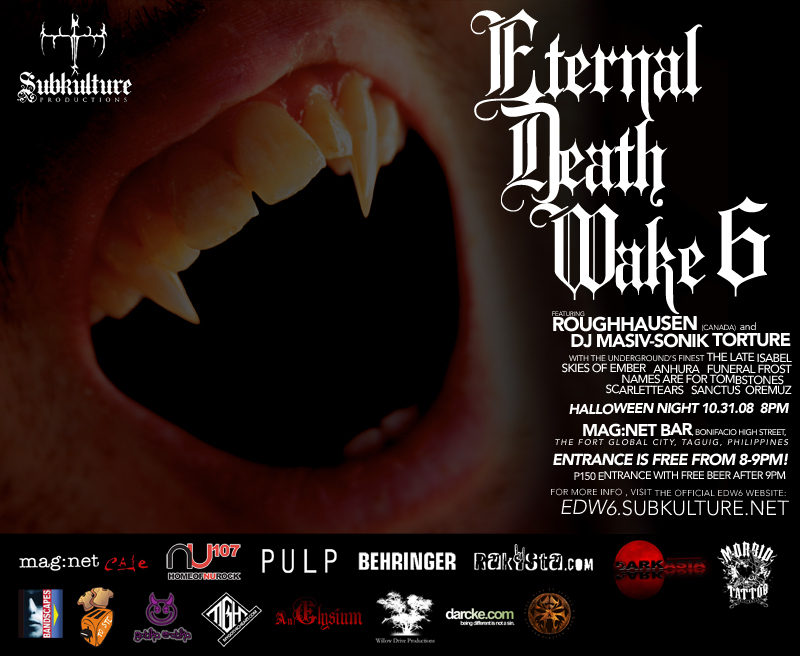 Subkulture
PRODUCTIONS
Eternal
Death
Wake 6
FEATURING
ROUGHHAUSEN (CANADA) and
DJ MASIV-SONIK TORTURE
WITH THE UNDERGROUND'S FINEST THE LATE ISABEL
SKIES OF EMBER ANHURA FUNERAL FROST
NAMES ARE FOR TOMBSTONES
SCARLETTEARS SANCTUS OREMUZ
HALLOWEEN NIGHT 10.31.08 8PM
MAG:NET BAR, BONIFACIO HIGH STREET,
THE FORT GLOBAL CITY, TAGUIG, PHILIPPINES
ENTRANCE IS FREE FROM 8-9PM!
P150 ENTRANCE WITH FREE BEER AFTER 9PM
FOR MORE INFO , VISIT THE OFFICIAL EDW6 WEBSITE:
EDW6.SUBKULTURE.NET
mag:net CAfe
nU107
HOMEOFNUROCK
PULP
BEHRINGER
RAKISTA.COM
DARK
MORBID
TATTOO
BANDSCAPES
MGH
An Elysium
Willow Drive Productions
darcke.com
being different is not a sin.